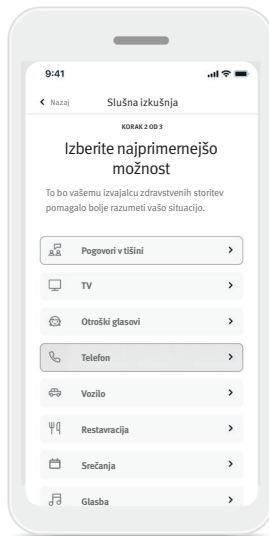 9:41
Nazaj
Slušna izkušnja
KORAK 2 OD 3
Izberite najprimernejšo
možnost
To bo vašemu izvajalcu zdravstvenih storitev
pomagalo bolje razumeti vašo situacijo.
Pogovori v tišini
TV
Otroški glasovi
Telefon
Vozilo
Restavracija
Srečanja
Glasba